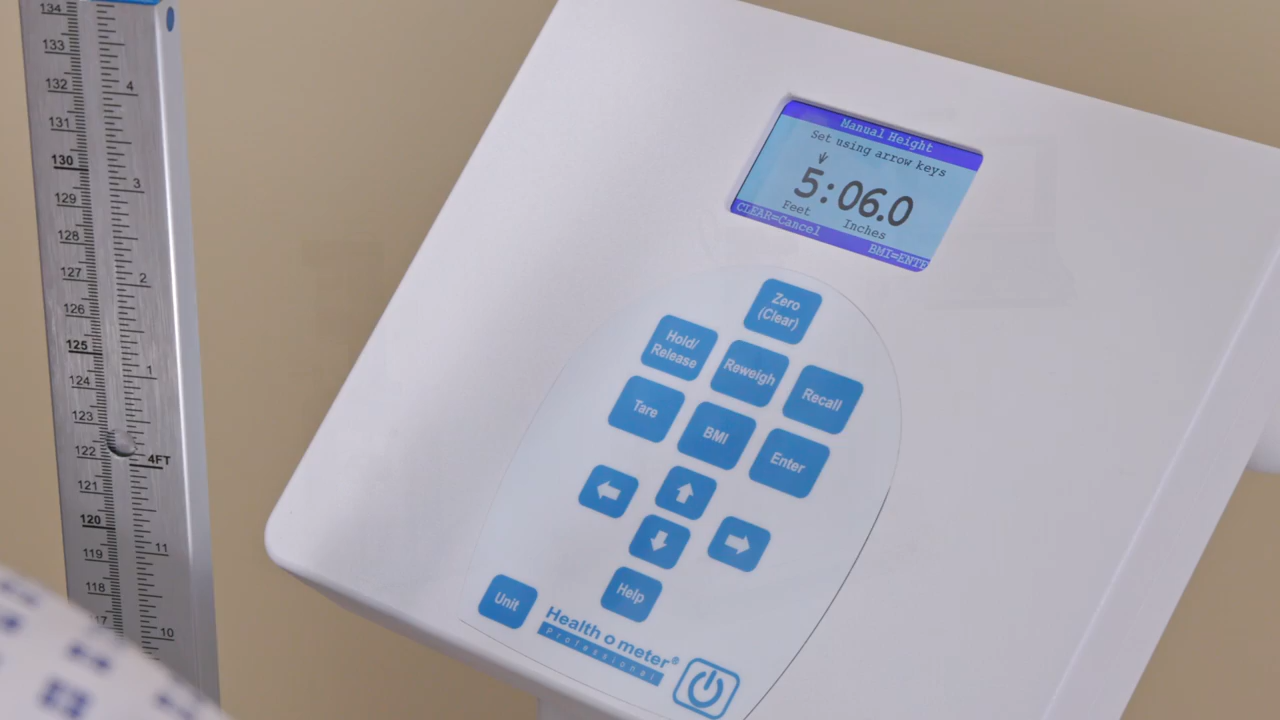 134
133
132
131
130
129
128
127
126
125
124
123
122
121
120
119
118
4
3
2
1
4FT
11
10
Manual Height
Set using arrow keys
5:06.0
Feet Inches
CLEAR=Cancel BMI=ENTE
Zero
(Clear)
Hold/
Release
Reweigh
Recall
Tare
BMI
Enter
Help
Unit
Health o meter®
Professional